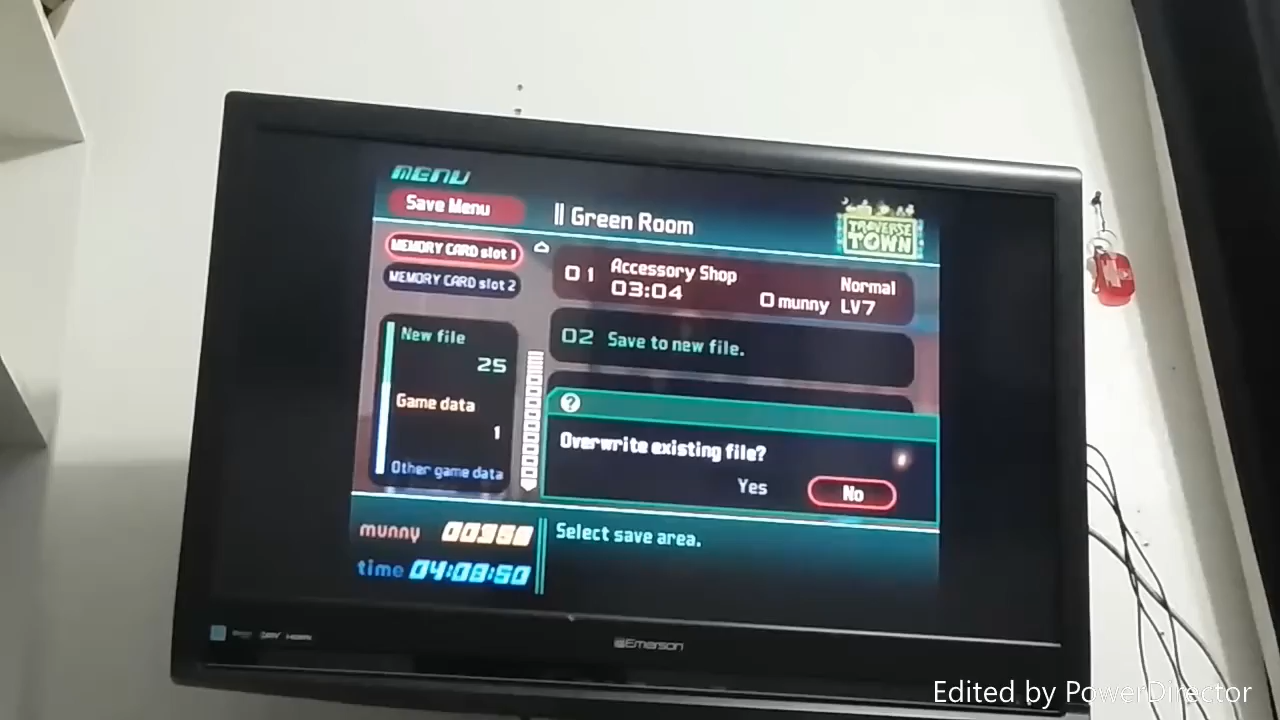 MENU
Save Menu
Green Room
TRAVERSE
TOWN
MEMORY CARD slot 1
MEMORY CARD slot 2
01 Accessory Shop Normal
03:04 0 munny LV7
02 Save to new file.
New file
25
Game data
1
Other game data
Overwrite existing file?
Yes No
Select save area.
munny 00350
time 04:08:50
Emerson
Edited by PowerDirector